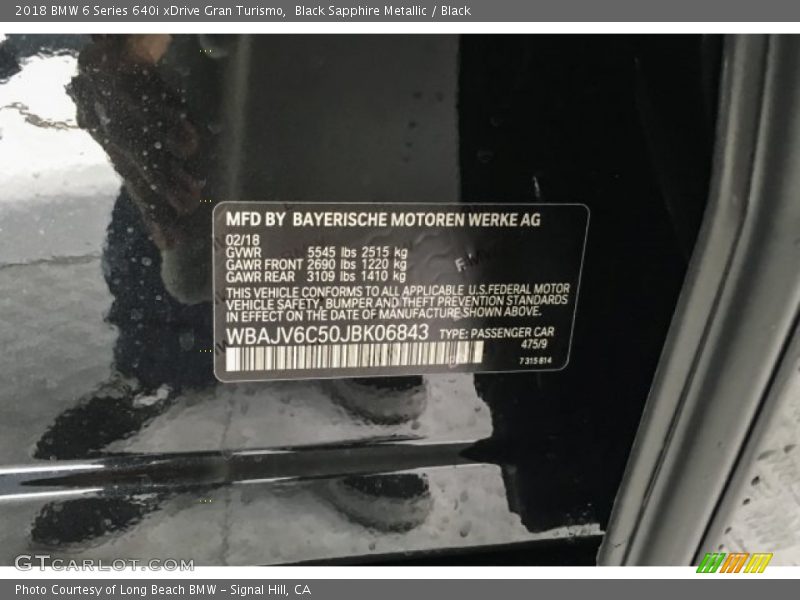 2018 BMW 6 Series 640i xDrive Gran Turismo,  Black Sapphire Metallic / Black
MFD BY BAYERISCHE MOTOREN WERKE AG
02/18
GVWR 5545 lbs 2515 kg
GAWR FRONT 2690 lbs 1220 kg
GAWR REAR 3109 lbs 1410 kg
THIS VEHICLE CONFORMS TO ALL APPLICABLE U.S.FEDERAL MOTOR
VEHICLE SAFETY, BUMPER AND THEFT PREVENTION STANDARDS
IN EFFECT ON THE DATE OF MANUFACTURE SHOWN ABOVE.
WBAJV6C50JBK06843 TYPE: PASSENGER CAR
475/9
7 315 814
GTCARLOT.COM
Photo Courtesy of Long Beach BMW - Signal Hill, CA